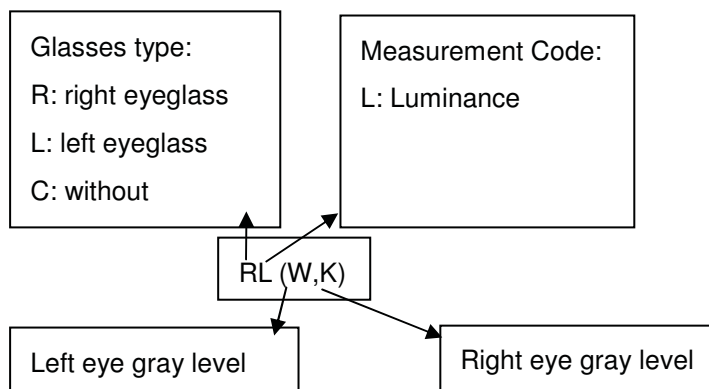 Glasses type:
R: right eyeglass
L: left eyeglass
C: without
Measurement Code:
L: Luminance
RL (W,K)
Left eye gray level
Right eye gray level